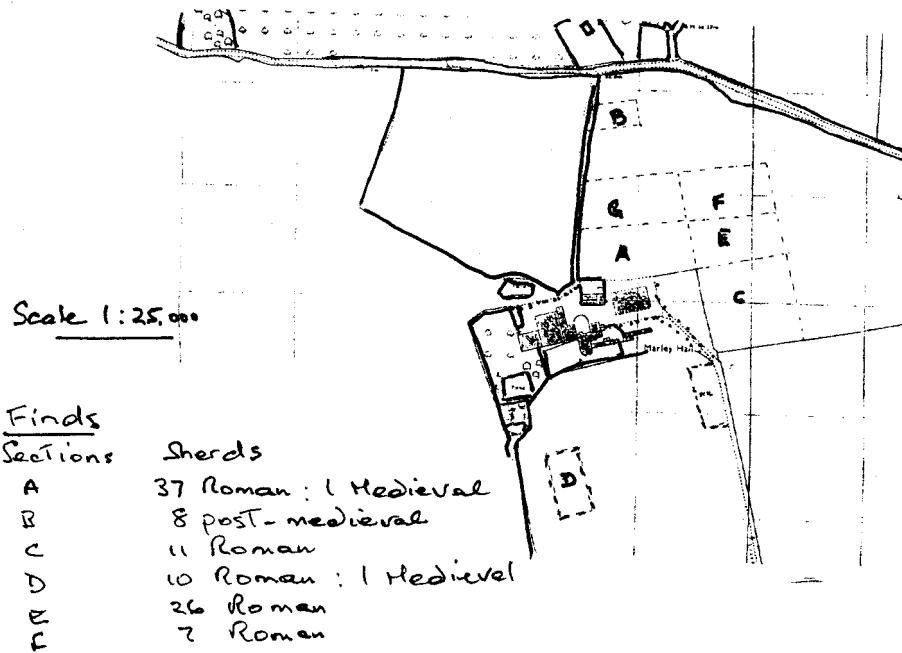 B
G
F
A
E
C
Scale 1:25,000
Marley Hall
D
Finds
Sections Sherds
A 37 Roman : 1 Medieval
B 8 post-medieval
C 11 Roman
D 10 Roman : 1 Medieval
E 26 Roman
F 7 Roman